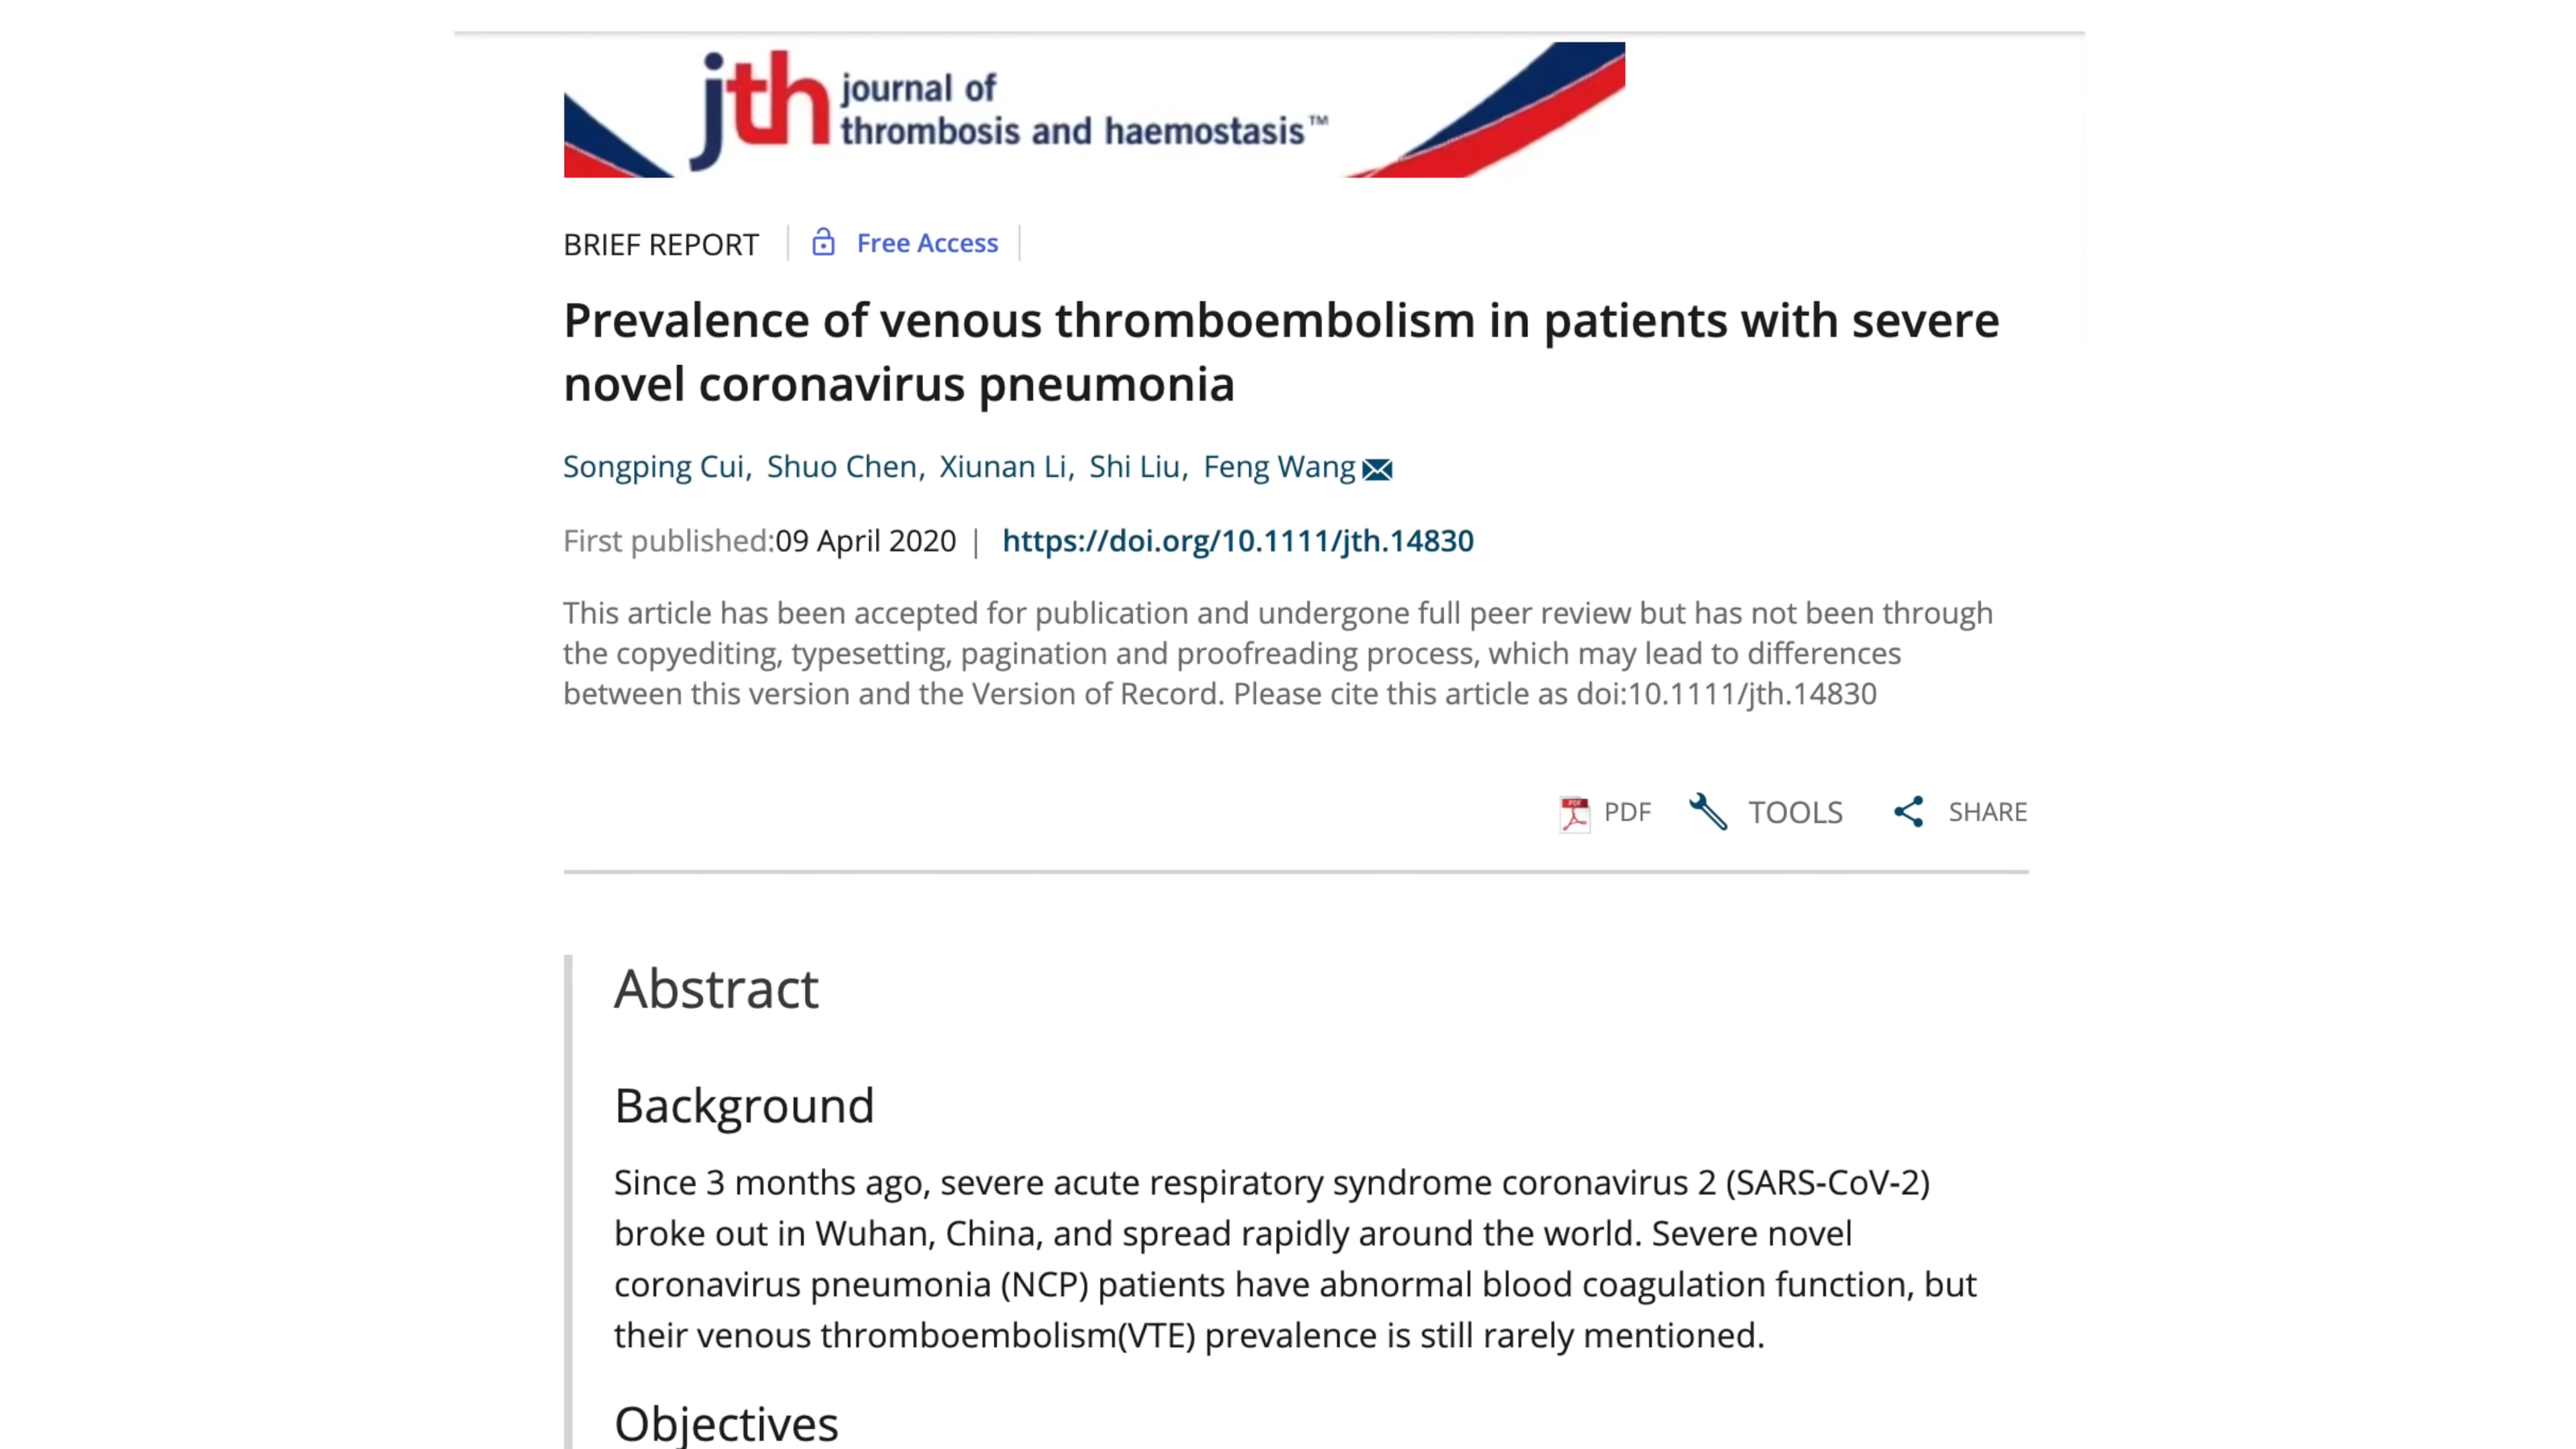 jth journal of
thrombosis and haemostasis™
BRIEF REPORT Free Access
Prevalence of venous thromboembolism in patients with severe
novel coronavirus pneumonia
Songping Cui, Shuo Chen, Xiunan Li, Shi Liu, Feng Wang
First published:09 April 2020 | https://doi.org/10.1111/jth.14830
This article has been accepted for publication and undergone full peer review but has not been through
the copyediting, typesetting, pagination and proofreading process, which may lead to differences
between this version and the Version of Record. Please cite this article as doi:10.1111/jth.14830
PDF PDF TOOLS SHARE
Abstract
Background
Since 3 months ago, severe acute respiratory syndrome coronavirus 2 (SARS-CoV-2)
broke out in Wuhan, China, and spread rapidly around the world. Severe novel
coronavirus pneumonia (NCP) patients have abnormal blood coagulation function, but
their venous thromboembolism(VTE) prevalence is still rarely mentioned.
Objectives